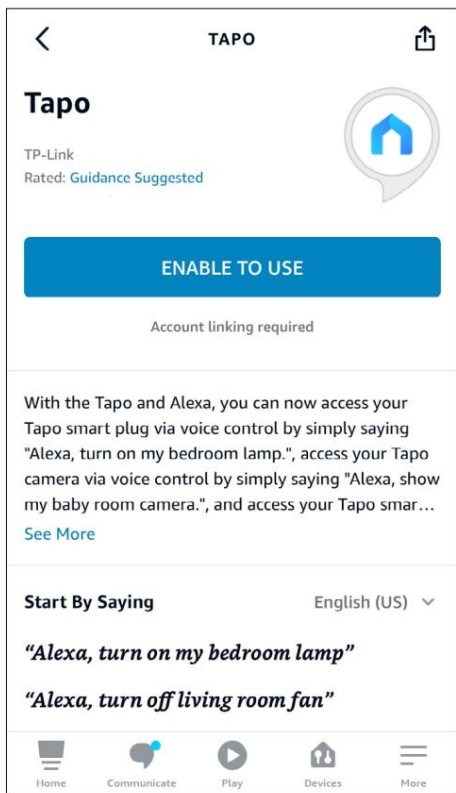 TAPO
Tapo
TP-Link
Rated: Guidance Suggested
ENABLE TO USE
Account linking required
With the Tapo and Alexa, you can now access your
Tapo smart plug via voice control by simply saying
"Alexa, turn on my bedroom lamp.", access your Tapo
camera via voice control by simply saying "Alexa, show
my baby room camera.", and access your Tapo smar...
See More
Start By Saying
English (US)
“Alexa, turn on my bedroom lamp”
“Alexa, turn off living room fan”
Home Communicate Play Devices More